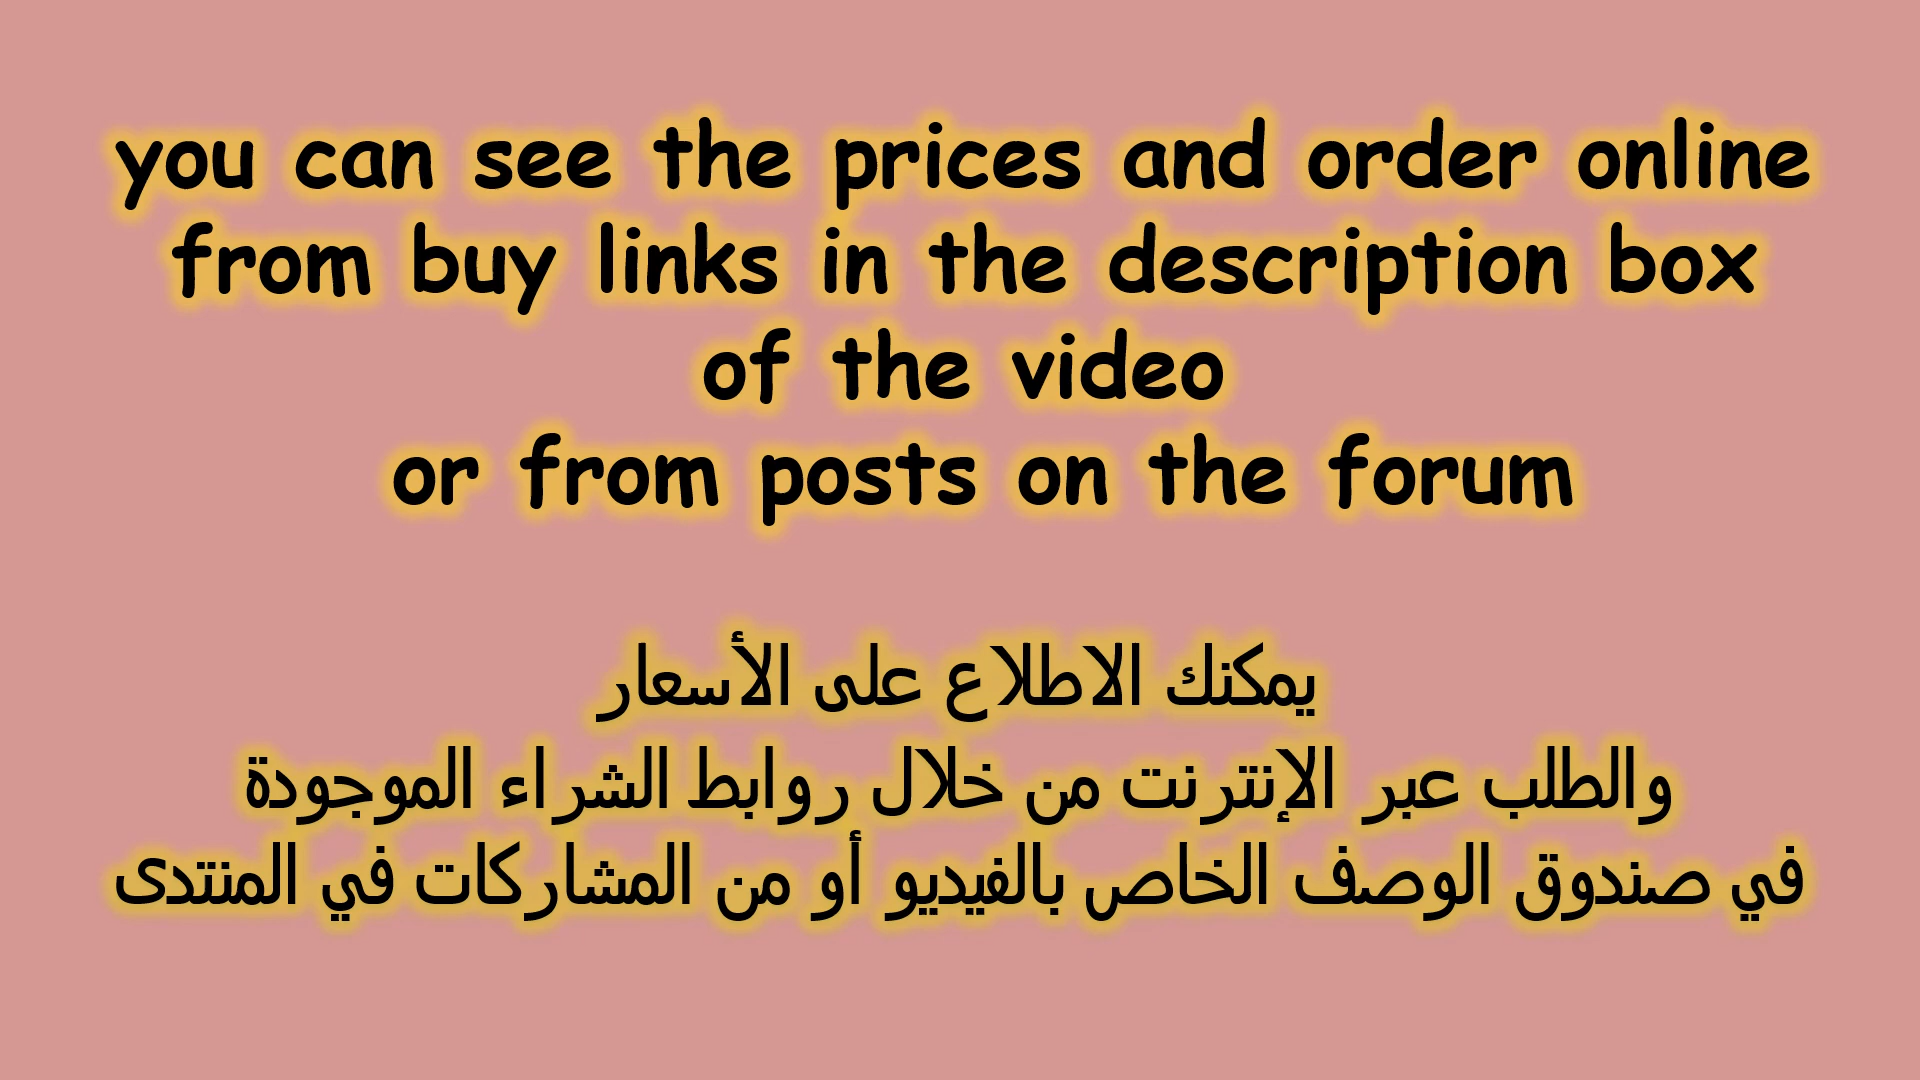 you can see the prices and order online
from buy links in the description box
of the video
or from posts on the forum
يمكنك الاطلاع على الأسعار
والطلب عبر الإنترنت من خلال روابط الشراء الموجودة
في صندوق الوصف الخاص بالفيديو أو من المشاركات في المنتدى